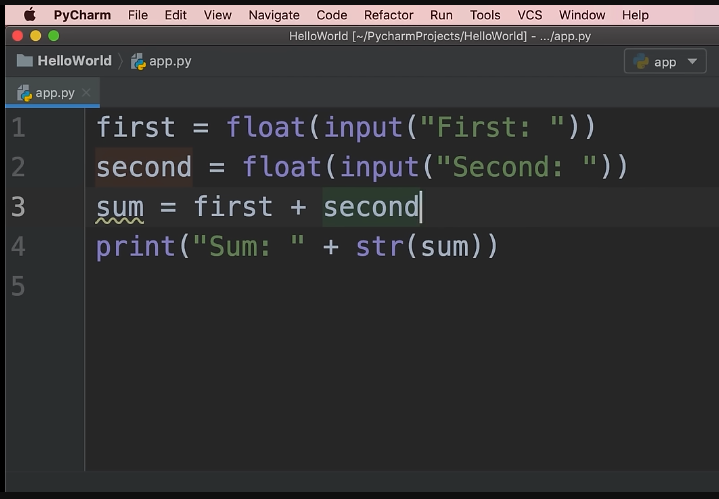 PyCharm File Edit View Navigate Code Refactor Run Tools VCS Window Help
HelloWorld [~/PycharmProjects/HelloWorld] - .../app.py
HelloWorld app.py app
app.py
1 first = float(input("First: "))
2 second = float(input("Second: "))
3 sum = first + second
4 print("Sum: " + str(sum))
5